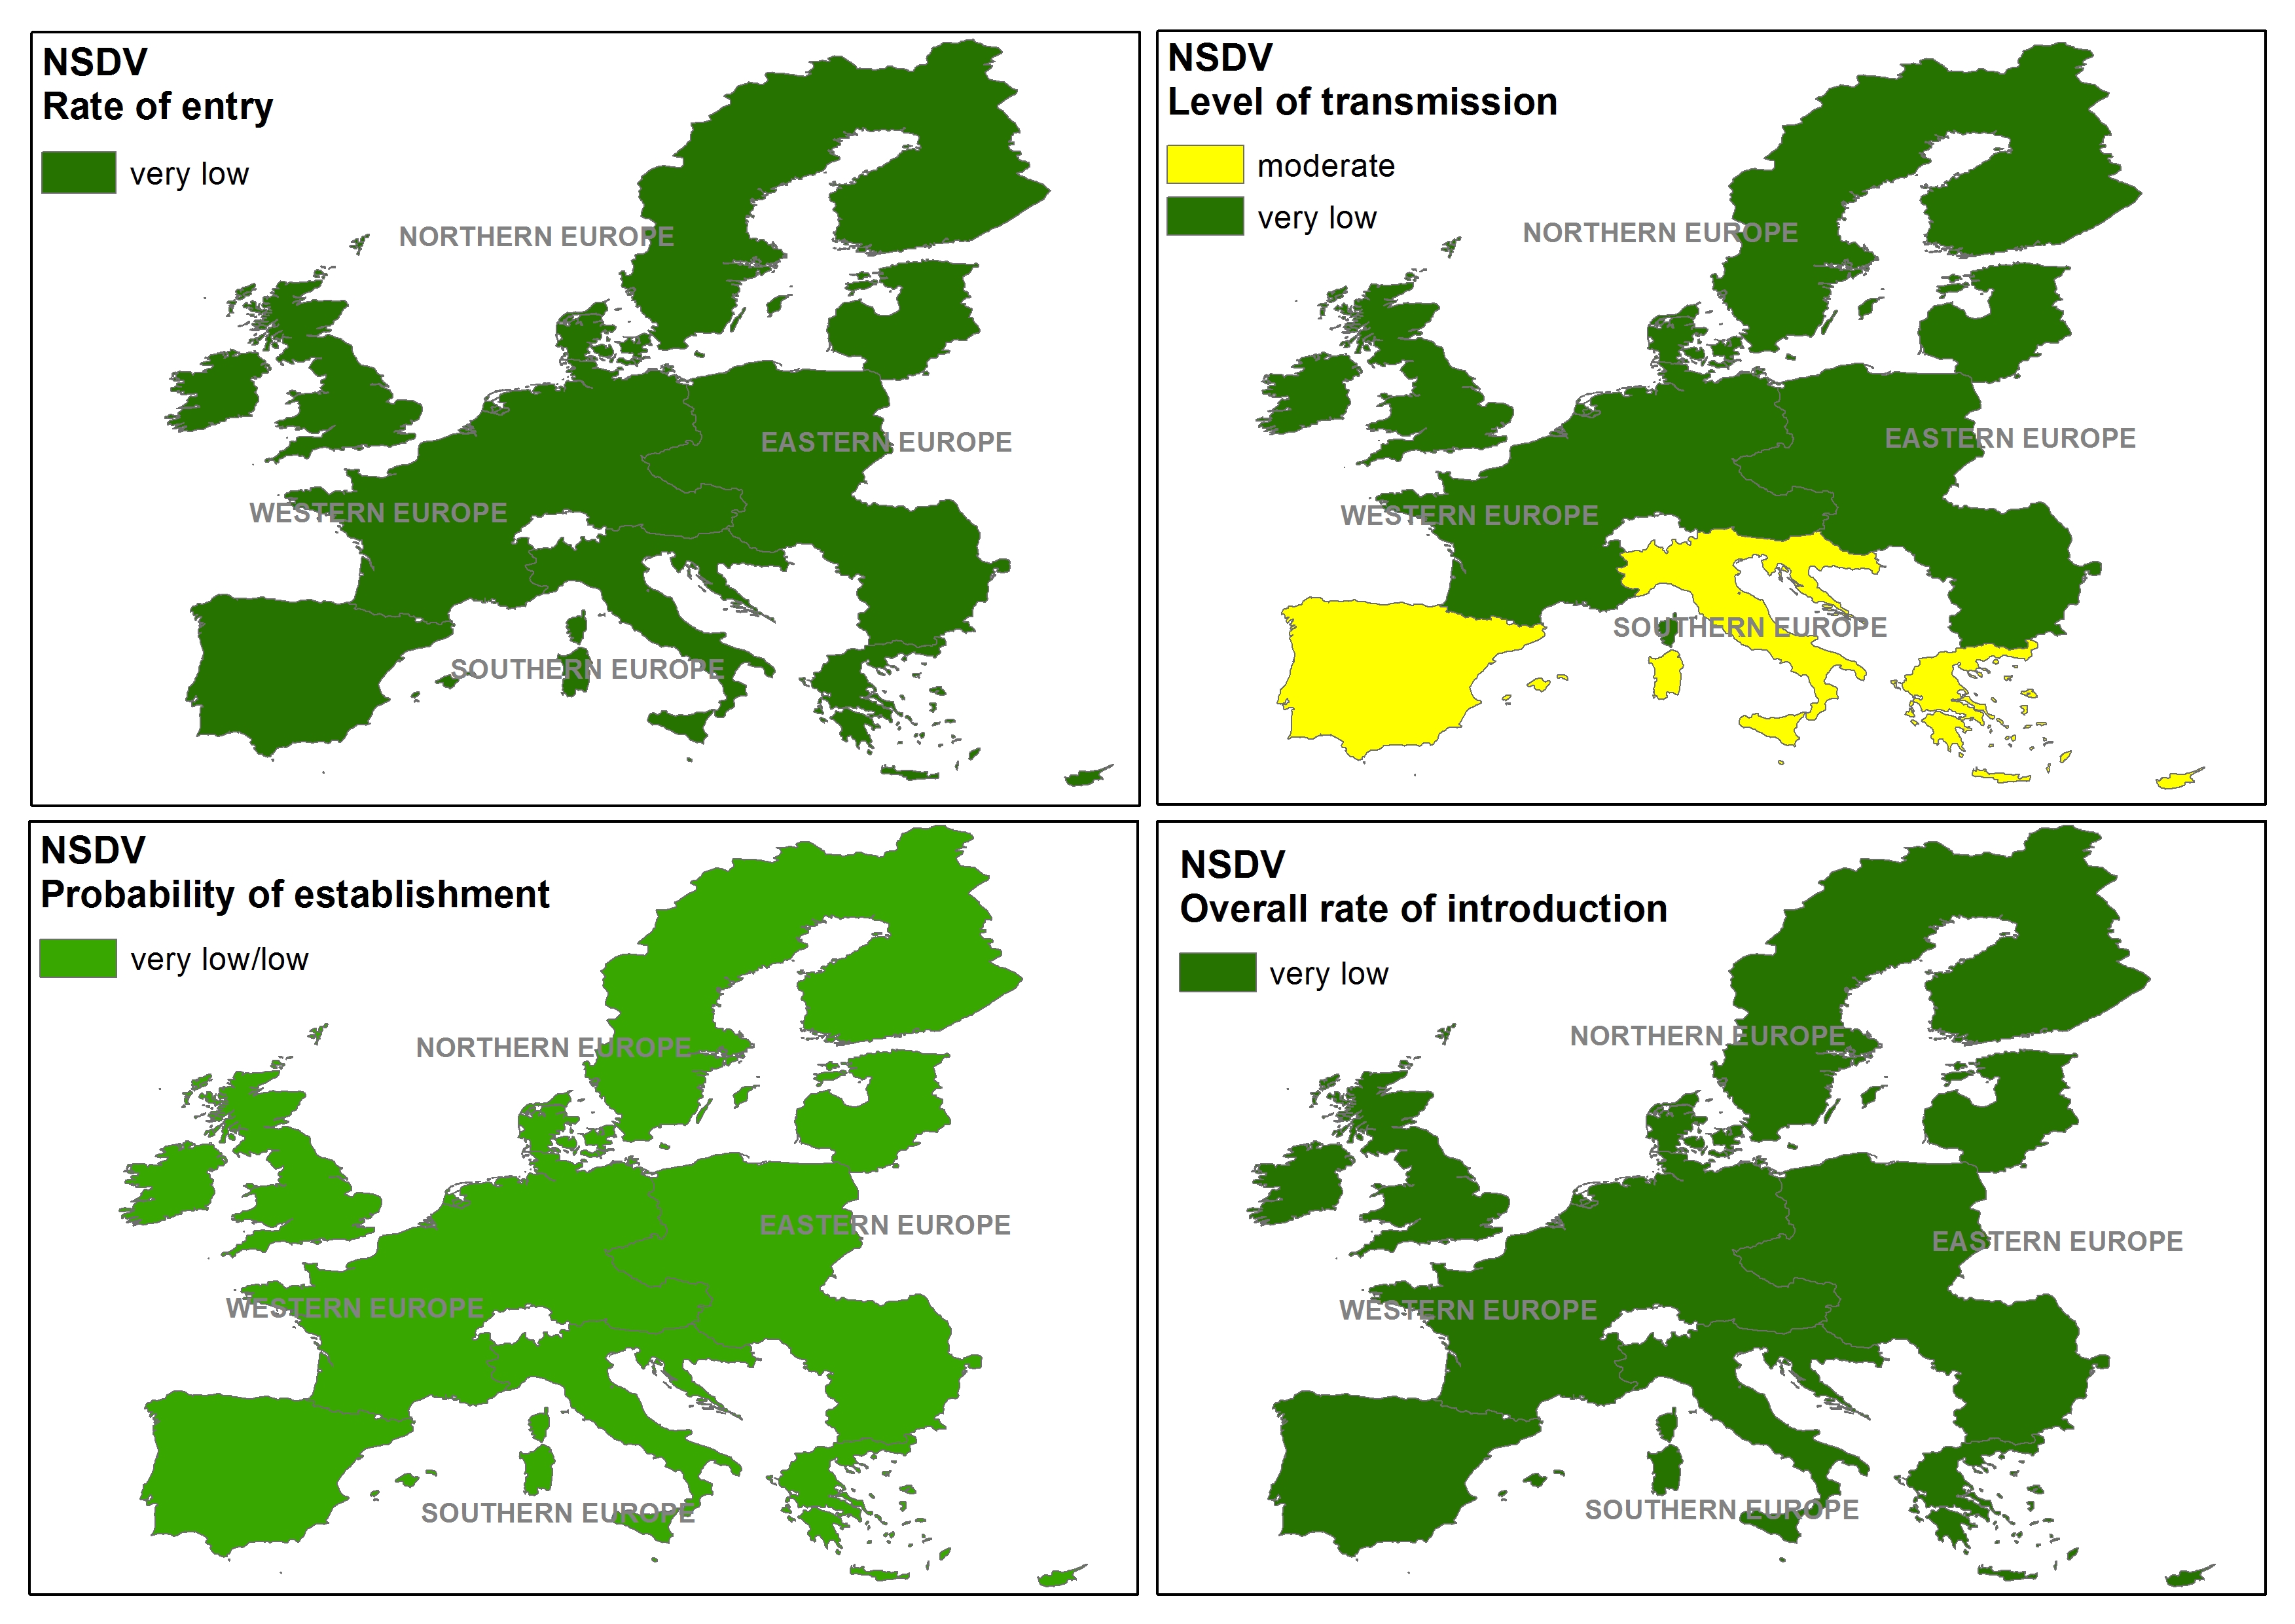 NSDV
Rate of entry
very low
NORTHERN EUROPE
EASTERN EUROPE
WESTERN EUROPE
SOUTHERN EUROPE
NSDV
Level of transmission
moderate
very low
NORTHERN EUROPE
EASTERN EUROPE
WESTERN EUROPE
SOUTHERN EUROPE
NSDV
Probability of establishment
very low/low
NORTHERN EUROPE
EASTERN EUROPE
WESTERN EUROPE
SOUTHERN EUROPE
NSDV
Overall rate of introduction
very low
NORTHERN EUROPE
EASTERN EUROPE
WESTERN EUROPE
SOUTHERN EUROPE